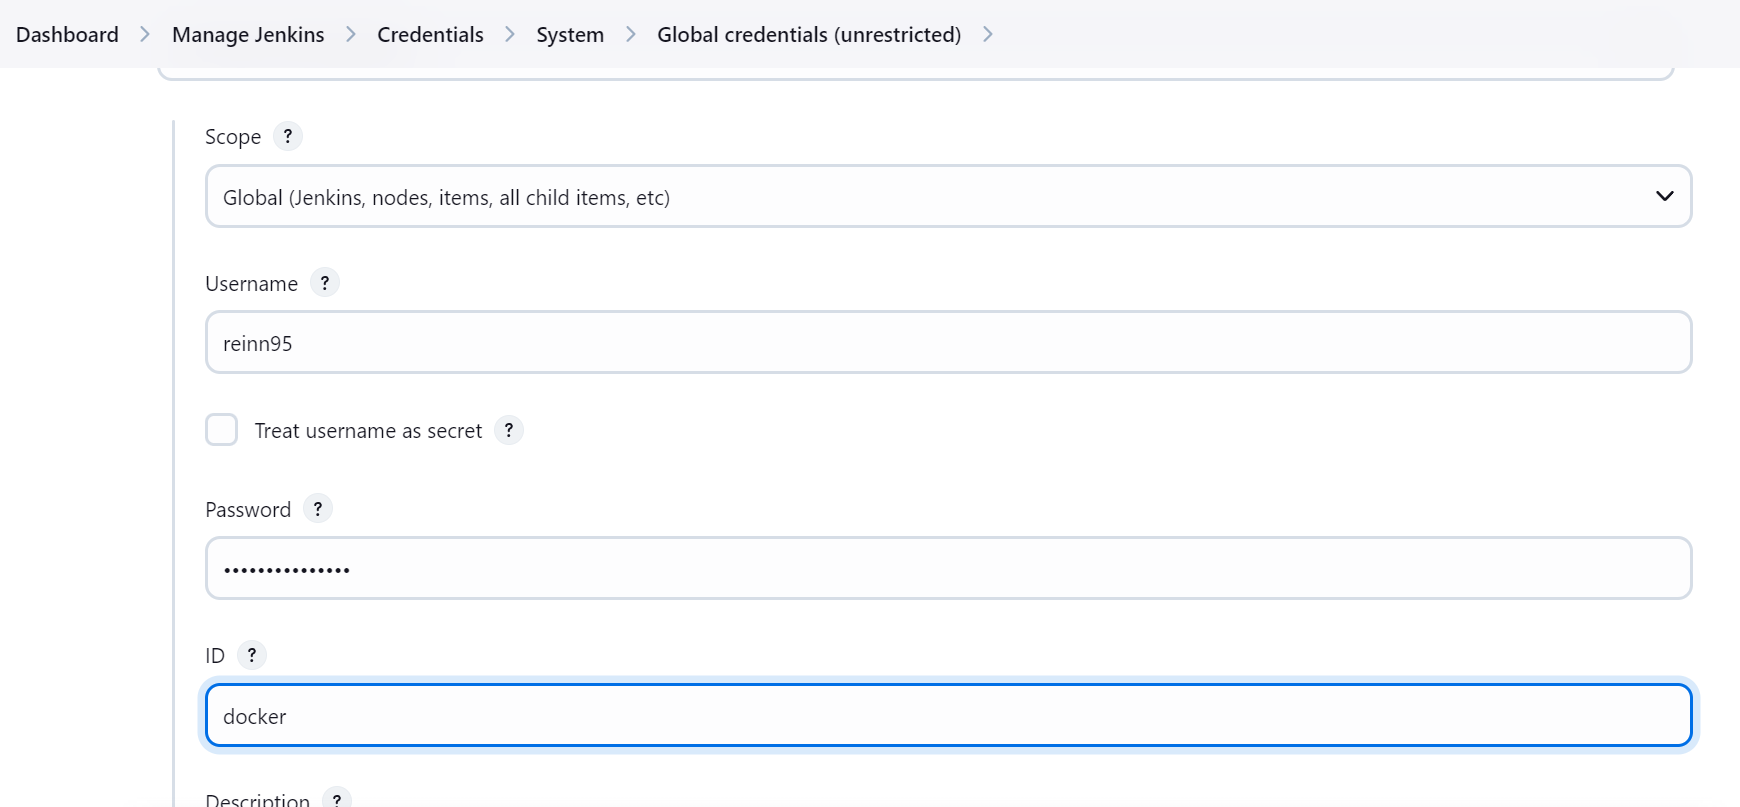 Dashboard > Manage Jenkins > Credentials > System > Global credentials (unrestricted) >
Scope ?
Global (Jenkins, nodes, items, all child items, etc)
Username ?
reinn95
Treat username as secret ?
Password ?
•••••••••••••••
ID ?
docker
Description ?